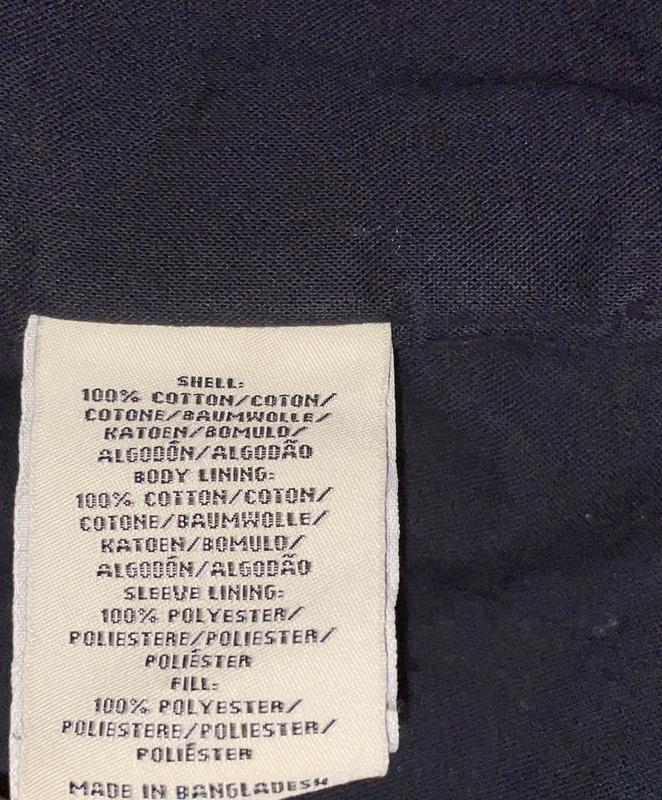 SHELL:
100% COTTON/COTON/
COTONE/BAUMWOLLE/
KATOEN/BOMULD/
ALGODÓN/ALGODÃO
BODY LINING:
100% COTTON/COTON/
COTONE/BAUMWOLLE/
KATOEN/BOMULD/
ALGODÓN/ALGODÃO
SLEEVE LINING:
100% POLYESTER/
POLIESTERE/POLIESTER/
POLIÉSTER
FILL:
100% POLYESTER/
POLIESTERE/POLIESTER/
POLIÉSTER
MADE IN BANGLADESH